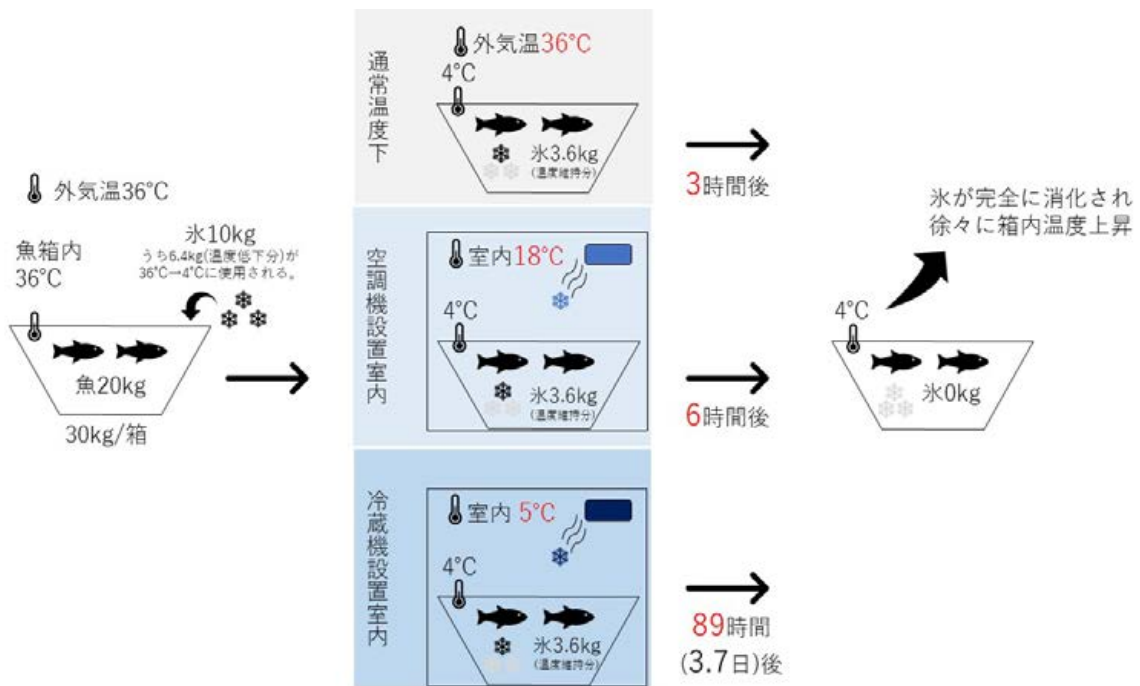 外気温36°C
魚箱内
36°C
氷10kg
うち6.4kg(温度低下分)が
36°C→4°Cに使用される。
魚20kg
30kg/箱
通常温度下
外気温36°C
4°C
氷3.6kg
(温度維持分)
3時間後
空調機設置室内
室内18°C
4°C
氷3.6kg
(温度維持分)
6時間後
冷蔵機設置室内
室内 5°C
4°C
氷3.6kg
(温度維持分)
89時間
(3.7日)後
氷が完全に消化され
徐々に箱内温度上昇
4°C
氷0kg